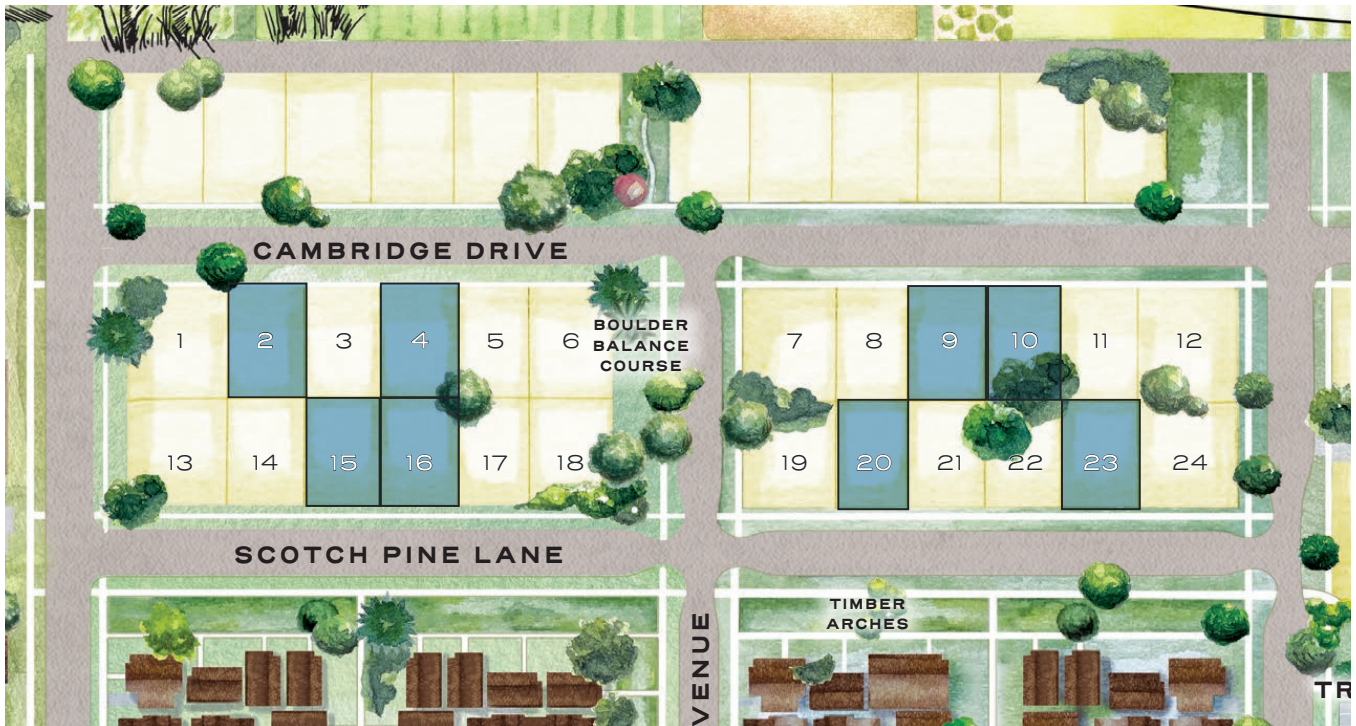 CAMBRIDGE DRIVE
BOULDER
BALANCE
COURSE
1 2 3 4 5 6
7 8 9 10 11 12
13 14 15 16 17 18
19 20 21 22 23 24
SCOTCH PINE LANE
TIMBER
ARCHES
VENUE
TR